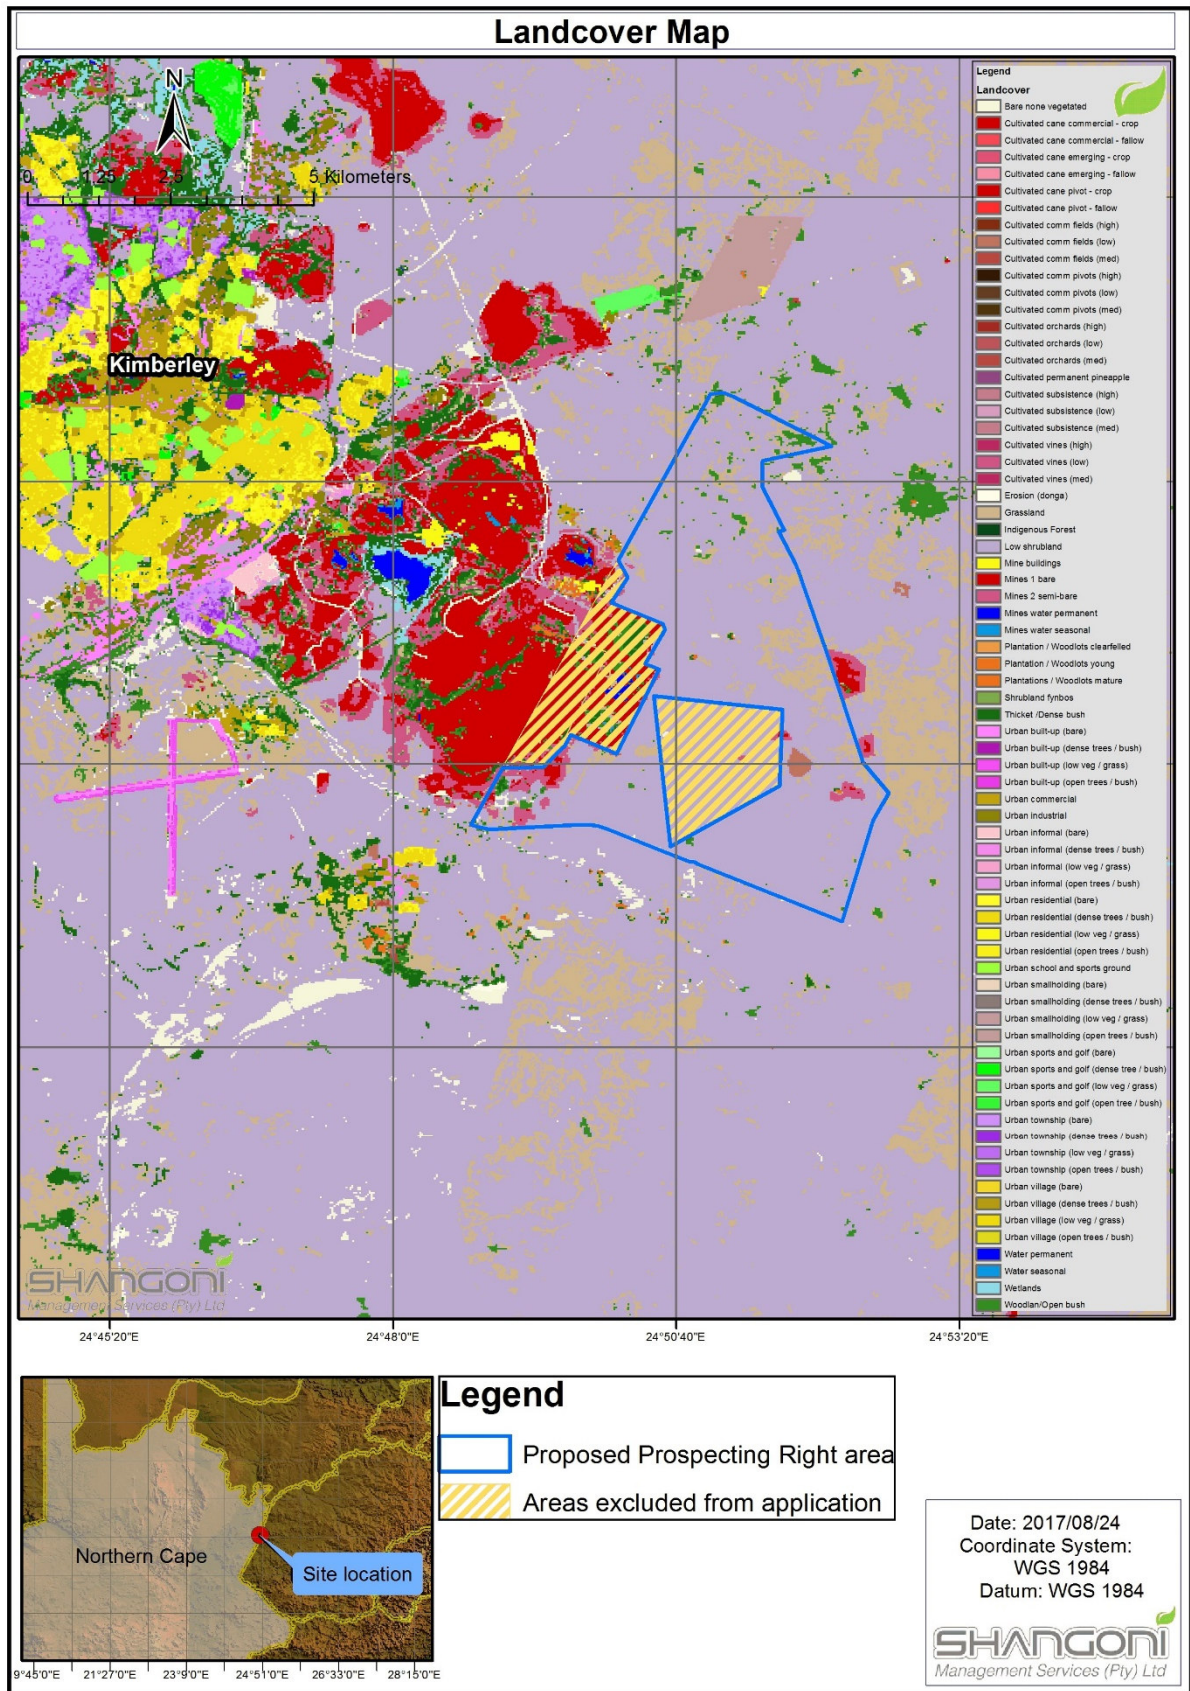 Landcover Map
N
0 1.25 2.5 5 Kilometers
Kimberley
Legend
Landcover
Bare none vegetated
Cultivated cane commercial - crop
Cultivated cane commercial - fallow
Cultivated cane emerging - crop
Cultivated cane emerging - fallow
Cultivated cane pivot - crop
Cultivated cane pivot - fallow
Cultivated comm fields (high)
Cultivated comm fields (low)
Cultivated comm fields (med)
Cultivated comm pivots (high)
Cultivated comm pivots (low)
Cultivated comm pivots (med)
Cultivated orchards (high)
Cultivated orchards (low)
Cultivated orchards (med)
Cultivated permanent pineapple
Cultivated subsistence (high)
Cultivated subsistence (low)
Cultivated subsistence (med)
Cultivated vines (high)
Cultivated vines (low)
Cultivated vines (med)
Erosion (donga)
Grassland
Indigenous Forest
Low shrubland
Mine buildings
Mines 1 bare
Mines 2 semi-bare
Mines water permanent
Mines water seasonal
Plantation / Woodlots clearfelled
Plantation / Woodlots young
Plantations / Woodlots mature
Shrubland fynbos
Thicket /Dense bush
Urban built-up (bare)
Urban built-up (dense trees / bush)
Urban built-up (low veg / grass)
Urban built-up (open trees / bush)
Urban commercial
Urban industrial
Urban informal (bare)
Urban informal (dense trees / bush)
Urban informal (low veg / grass)
Urban informal (open trees / bush)
Urban residential (bare)
Urban residential (dense trees / bush)
Urban residential (low veg / grass)
Urban residential (open trees / bush)
Urban school and sports ground
Urban smallholding (bare)
Urban smallholding (dense trees / bush)
Urban smallholding (low veg / grass)
Urban smallholding (open trees / bush)
Urban sports and golf (bare)
Urban sports and golf (dense tree / bush)
Urban sports and golf (low veg / grass)
Urban sports and golf (open tree / bush)
Urban township (bare)
Urban township (dense trees / bush)
Urban township (low veg / grass)
Urban township (open trees / bush)
Urban village (bare)
Urban village (dense trees / bush)
Urban village (low veg / grass)
Urban village (open trees / bush)
Water permanent
Water seasonal
Wetlands
Woodlan/Open bush
SHANGONI
Management Services (Pty) Ltd
24°45'20"E 24°48'0"E 24°50'40"E 24°53'20"E
Northern Cape
Site location
9°45'0"E 21°27'0"E 23°9'0"E 24°51'0"E 26°33'0"E 28°15'0"E
Legend
Proposed Prospecting Right area
Areas excluded from application
Date: 2017/08/24
Coordinate System:
WGS 1984
Datum: WGS 1984
SHANGONI
Management Services (Pty) Ltd